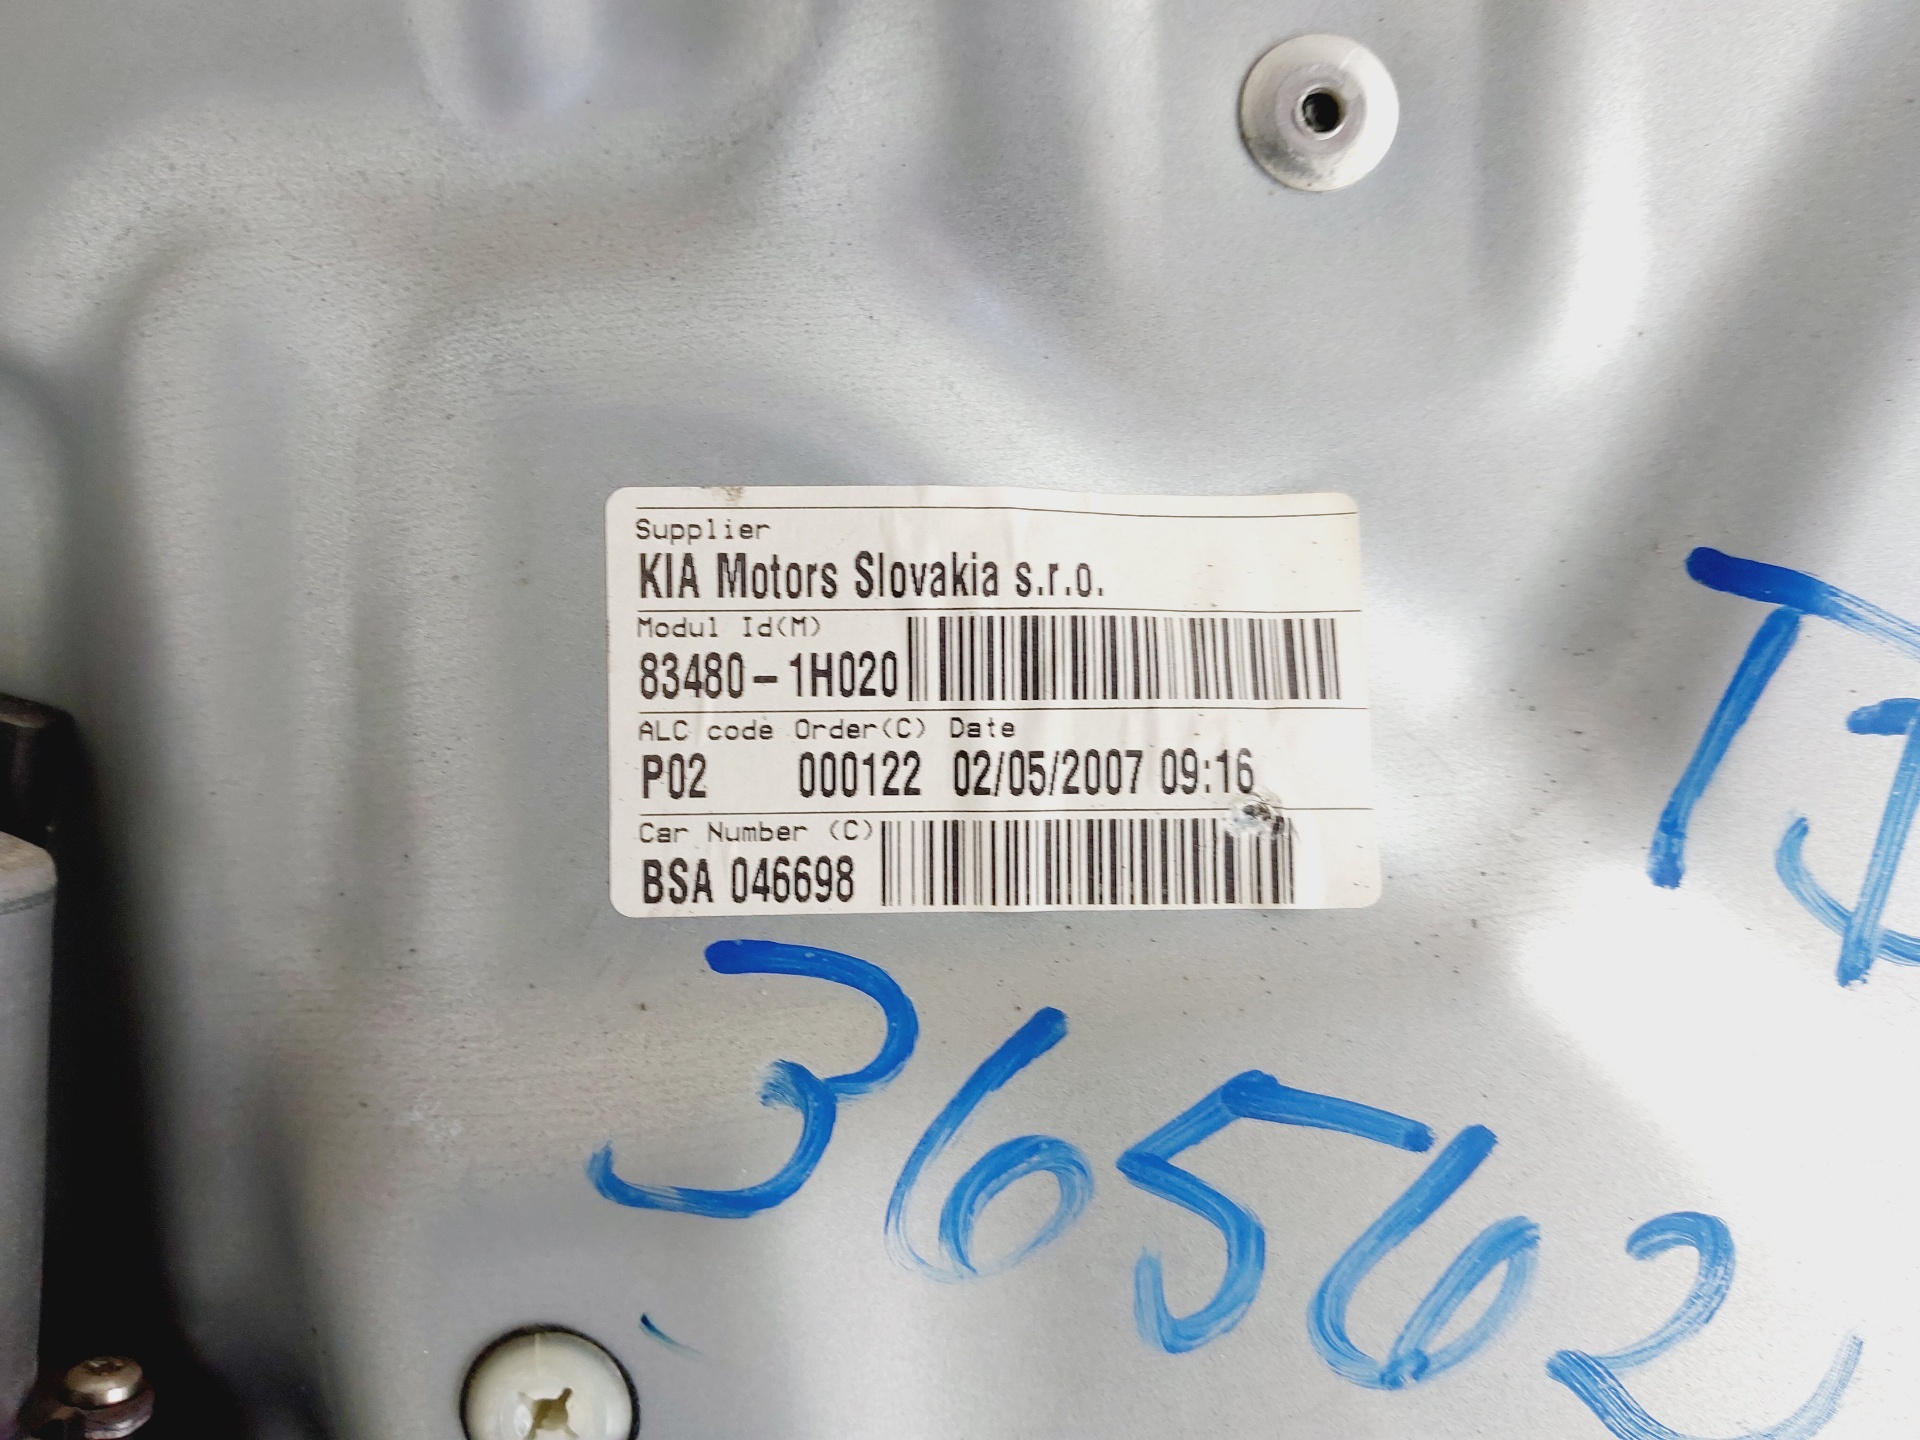 Supplier
KIA Motors Slovakia s.r.o.
Modul Id(M)
83480-1H020
ALC code Order(C) Date
P02 000122 02/05/2007 09:16
Car Number (C)
BSA 046698
36562